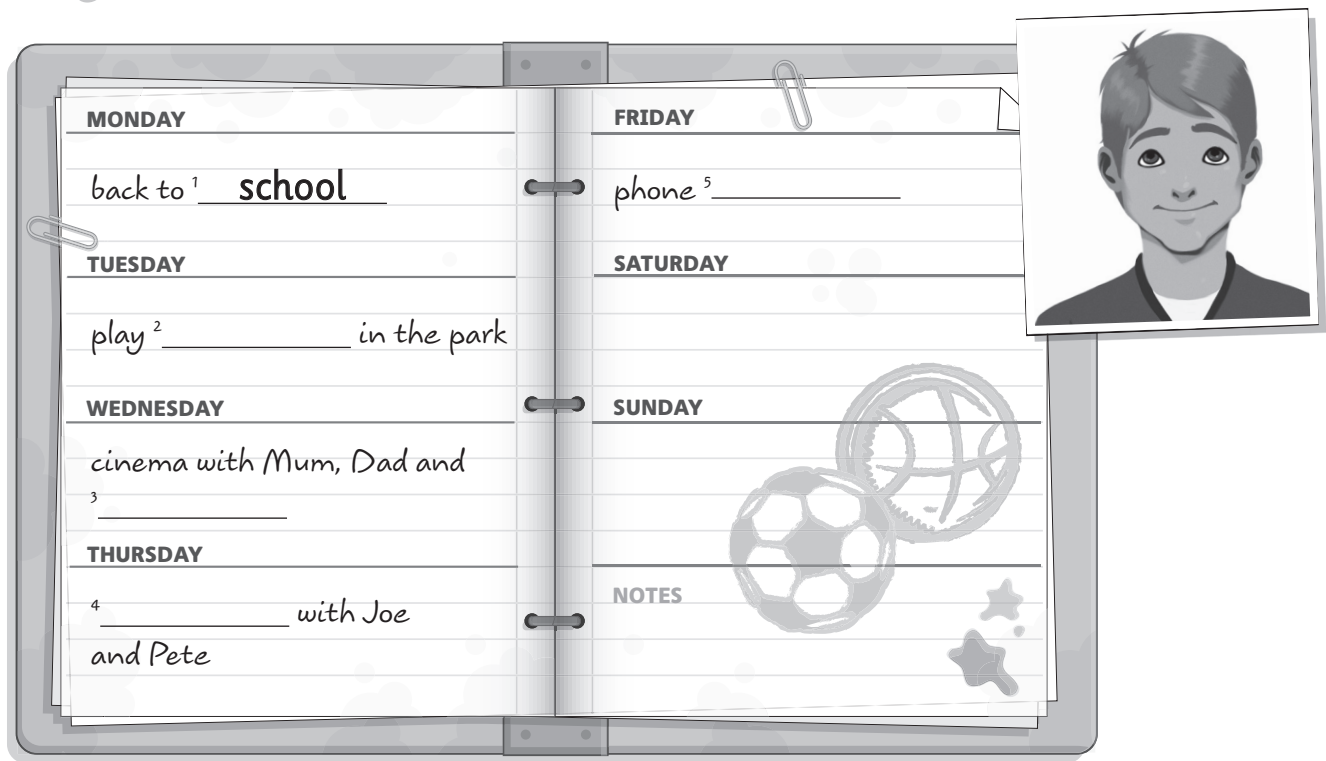 MONDAY
back to 1 school
TUESDAY
play 2 in the park
WEDNESDAY
cinema with Mum, Dad and
3
THURSDAY
4 with Joe
and Pete
FRIDAY
phone 5
SATURDAY
SUNDAY
NOTES